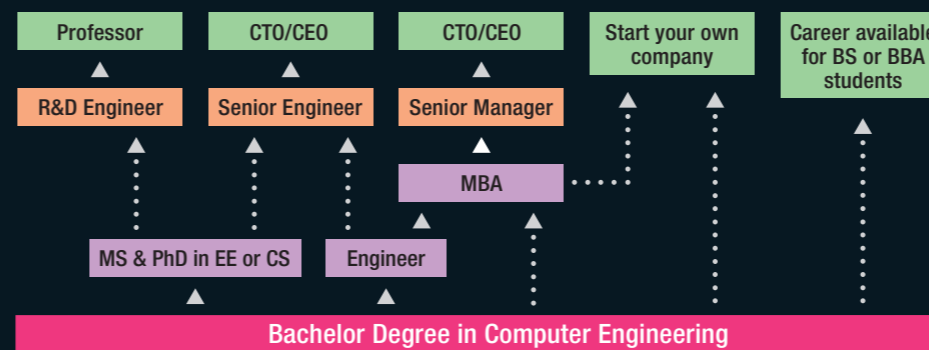 Professor
CTO/CEO
CTO/CEO
Start your own
company
Career available
for BS or BBA
students
R&D Engineer
Senior Engineer
Senior Manager
MBA
MS & PhD in EE or CS
Engineer
Bachelor Degree in Computer Engineering